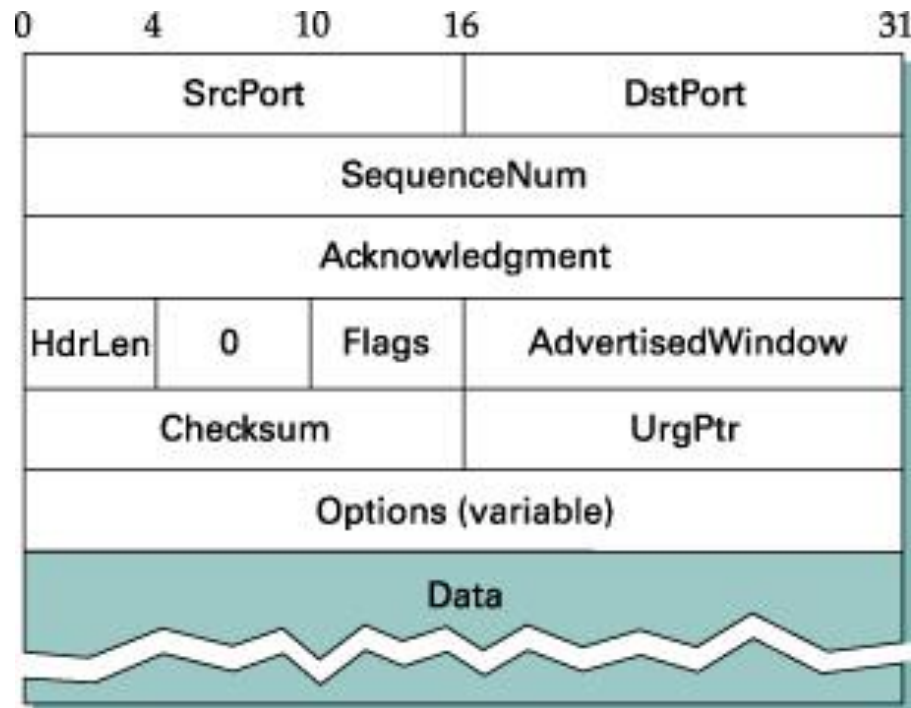 0 4 10 16 31
SrcPort DstPort
SequenceNum
Acknowledgment
HdrLen 0 Flags AdvertisedWindow
Checksum UrgPtr
Options (variable)
Data